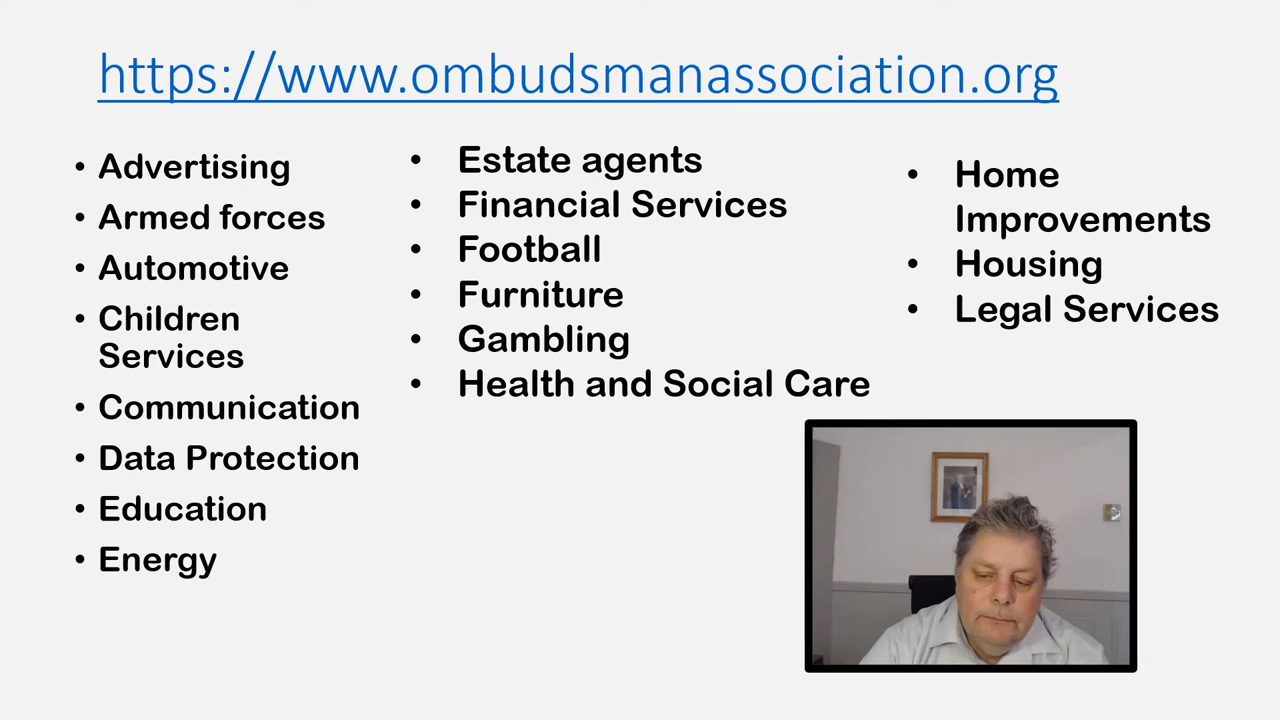 https://www.ombudsmanassociation.org
• Advertising
• Armed forces
• Automotive
• Children
Services
• Communication
• Data Protection
• Education
• Energy
• Estate agents
• Financial Services
• Football
• Furniture
• Gambling
• Health and Social Care
• Home
Improvements
• Housing
• Legal Services